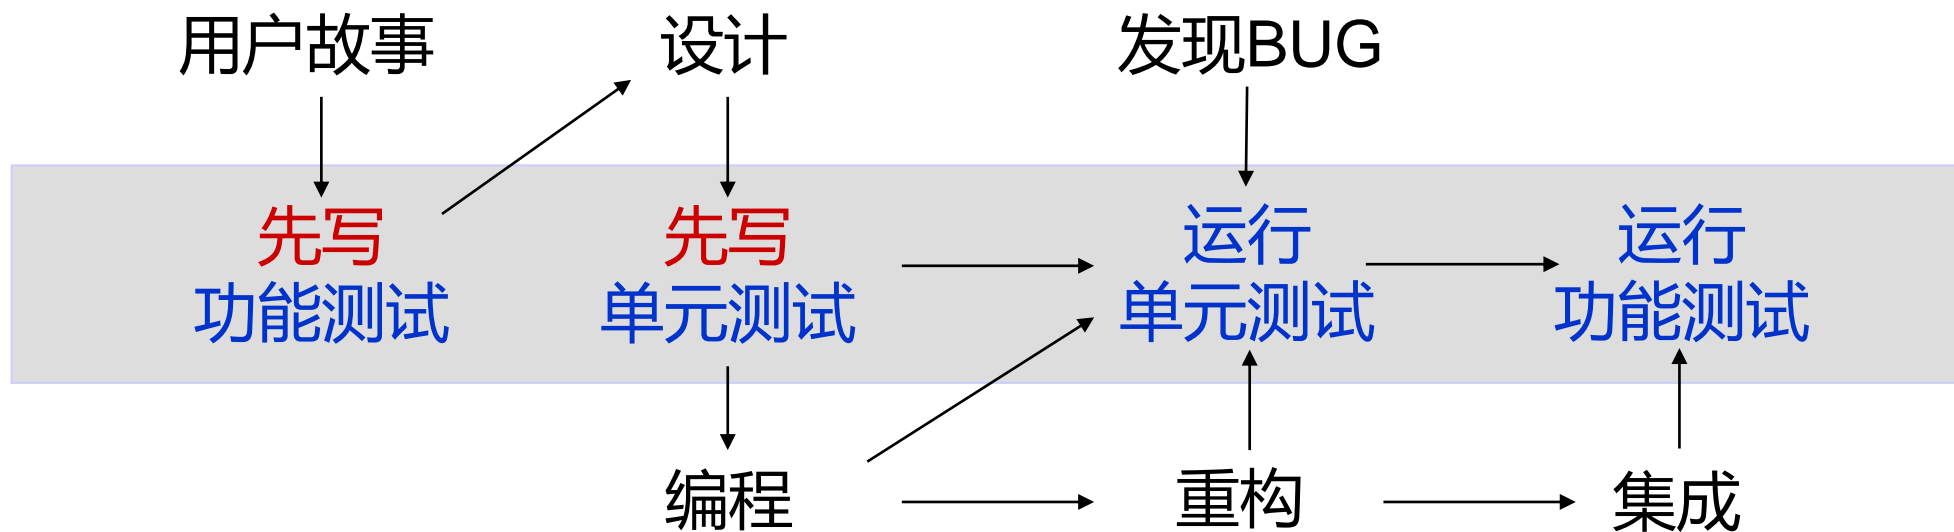 用户故事
设计
发现BUG
先写
功能测试
先写
单元测试
运行
单元测试
运行
功能测试
编程
重构
集成